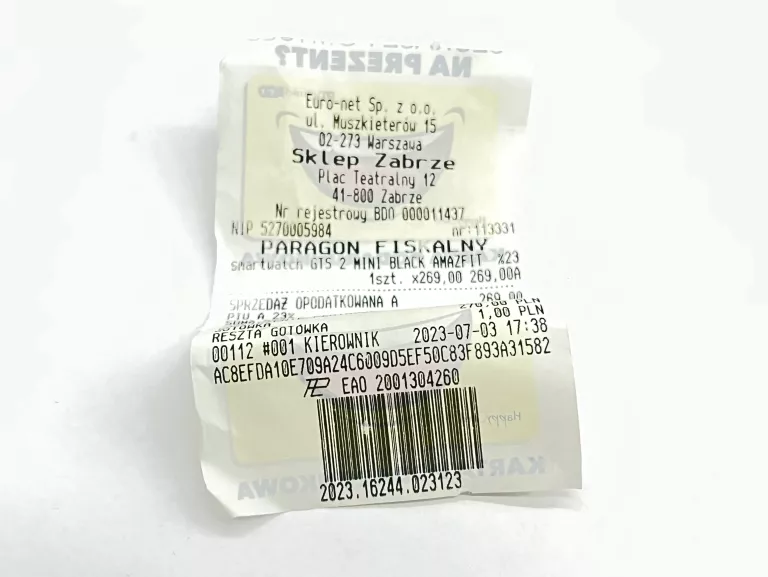 NA PREZENT?
Euro-net Sp. z o.o.
ul. Muszkieterów 15
02-273 Warszawa
Sklep Zabrze
Plac Teatralny 12
41-800 Zabrze
Nr rejestrowy BDO 000011437
NIP 5270005984 nr:113331
PARAGON FISKALNY
smartwatch GTS 2 MINI BLACK AMAZFIT %23
1szt. x269,00 269,00A
SPRZEDAŻ OPODATKOWANA A 269,00
PTU A 23%
270,00 PLN
RESZTA GOTÓWKA 1,00 PLN
00112 #001 KIEROWNIK 2023-07-03 17:38
AC8EFDA10E709A24C6009D5EF50C83F893A31582
EAO 2001304260
KARTA
2023.16244.023123